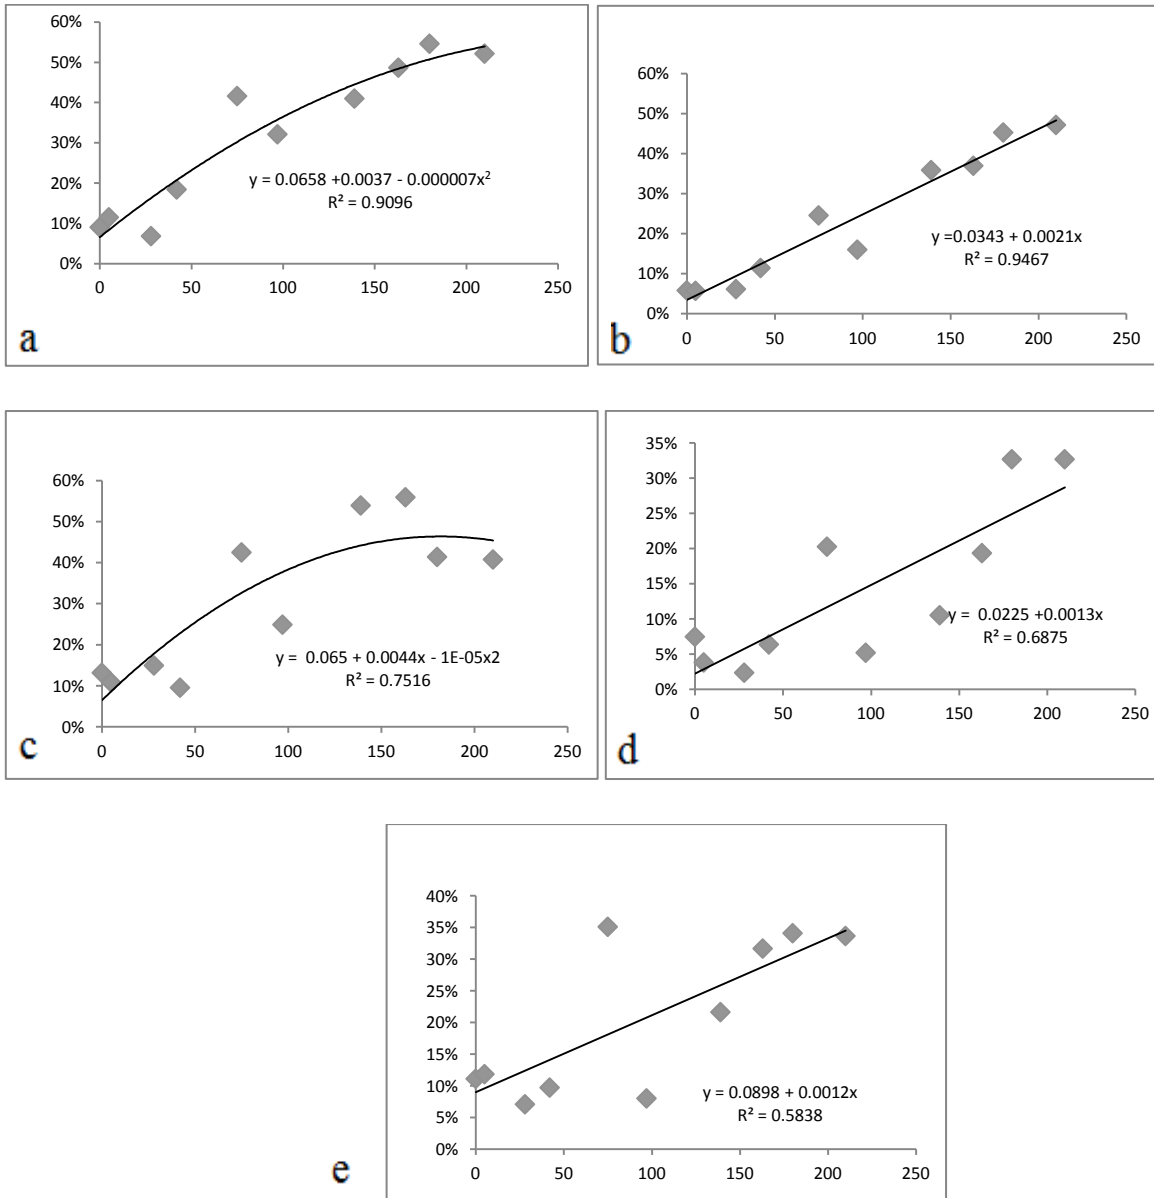 60%
50%
40%
30%
20%
10%
0%
y = 0.0658 +0.0037 - 0.000007x²
R² = 0.9096
0 50 100 150 200 250
a
60%
50%
40%
30%
20%
10%
0%
y =0.0343 + 0.0021x
R² = 0.9467
0 50 100 150 200 250
b
60%
50%
40%
30%
20%
10%
0%
y = 0.065 + 0.0044x - 1E-05x2
R² = 0.7516
0 50 100 150 200 250
c
35%
30%
25%
20%
15%
10%
5%
0%
y = 0.0225 +0.0013x
R² = 0.6875
0 50 100 150 200 250
d
40%
35%
30%
25%
20%
15%
10%
5%
0%
y = 0.0898 + 0.0012x
R² = 0.5838
0 50 100 150 200 250
e